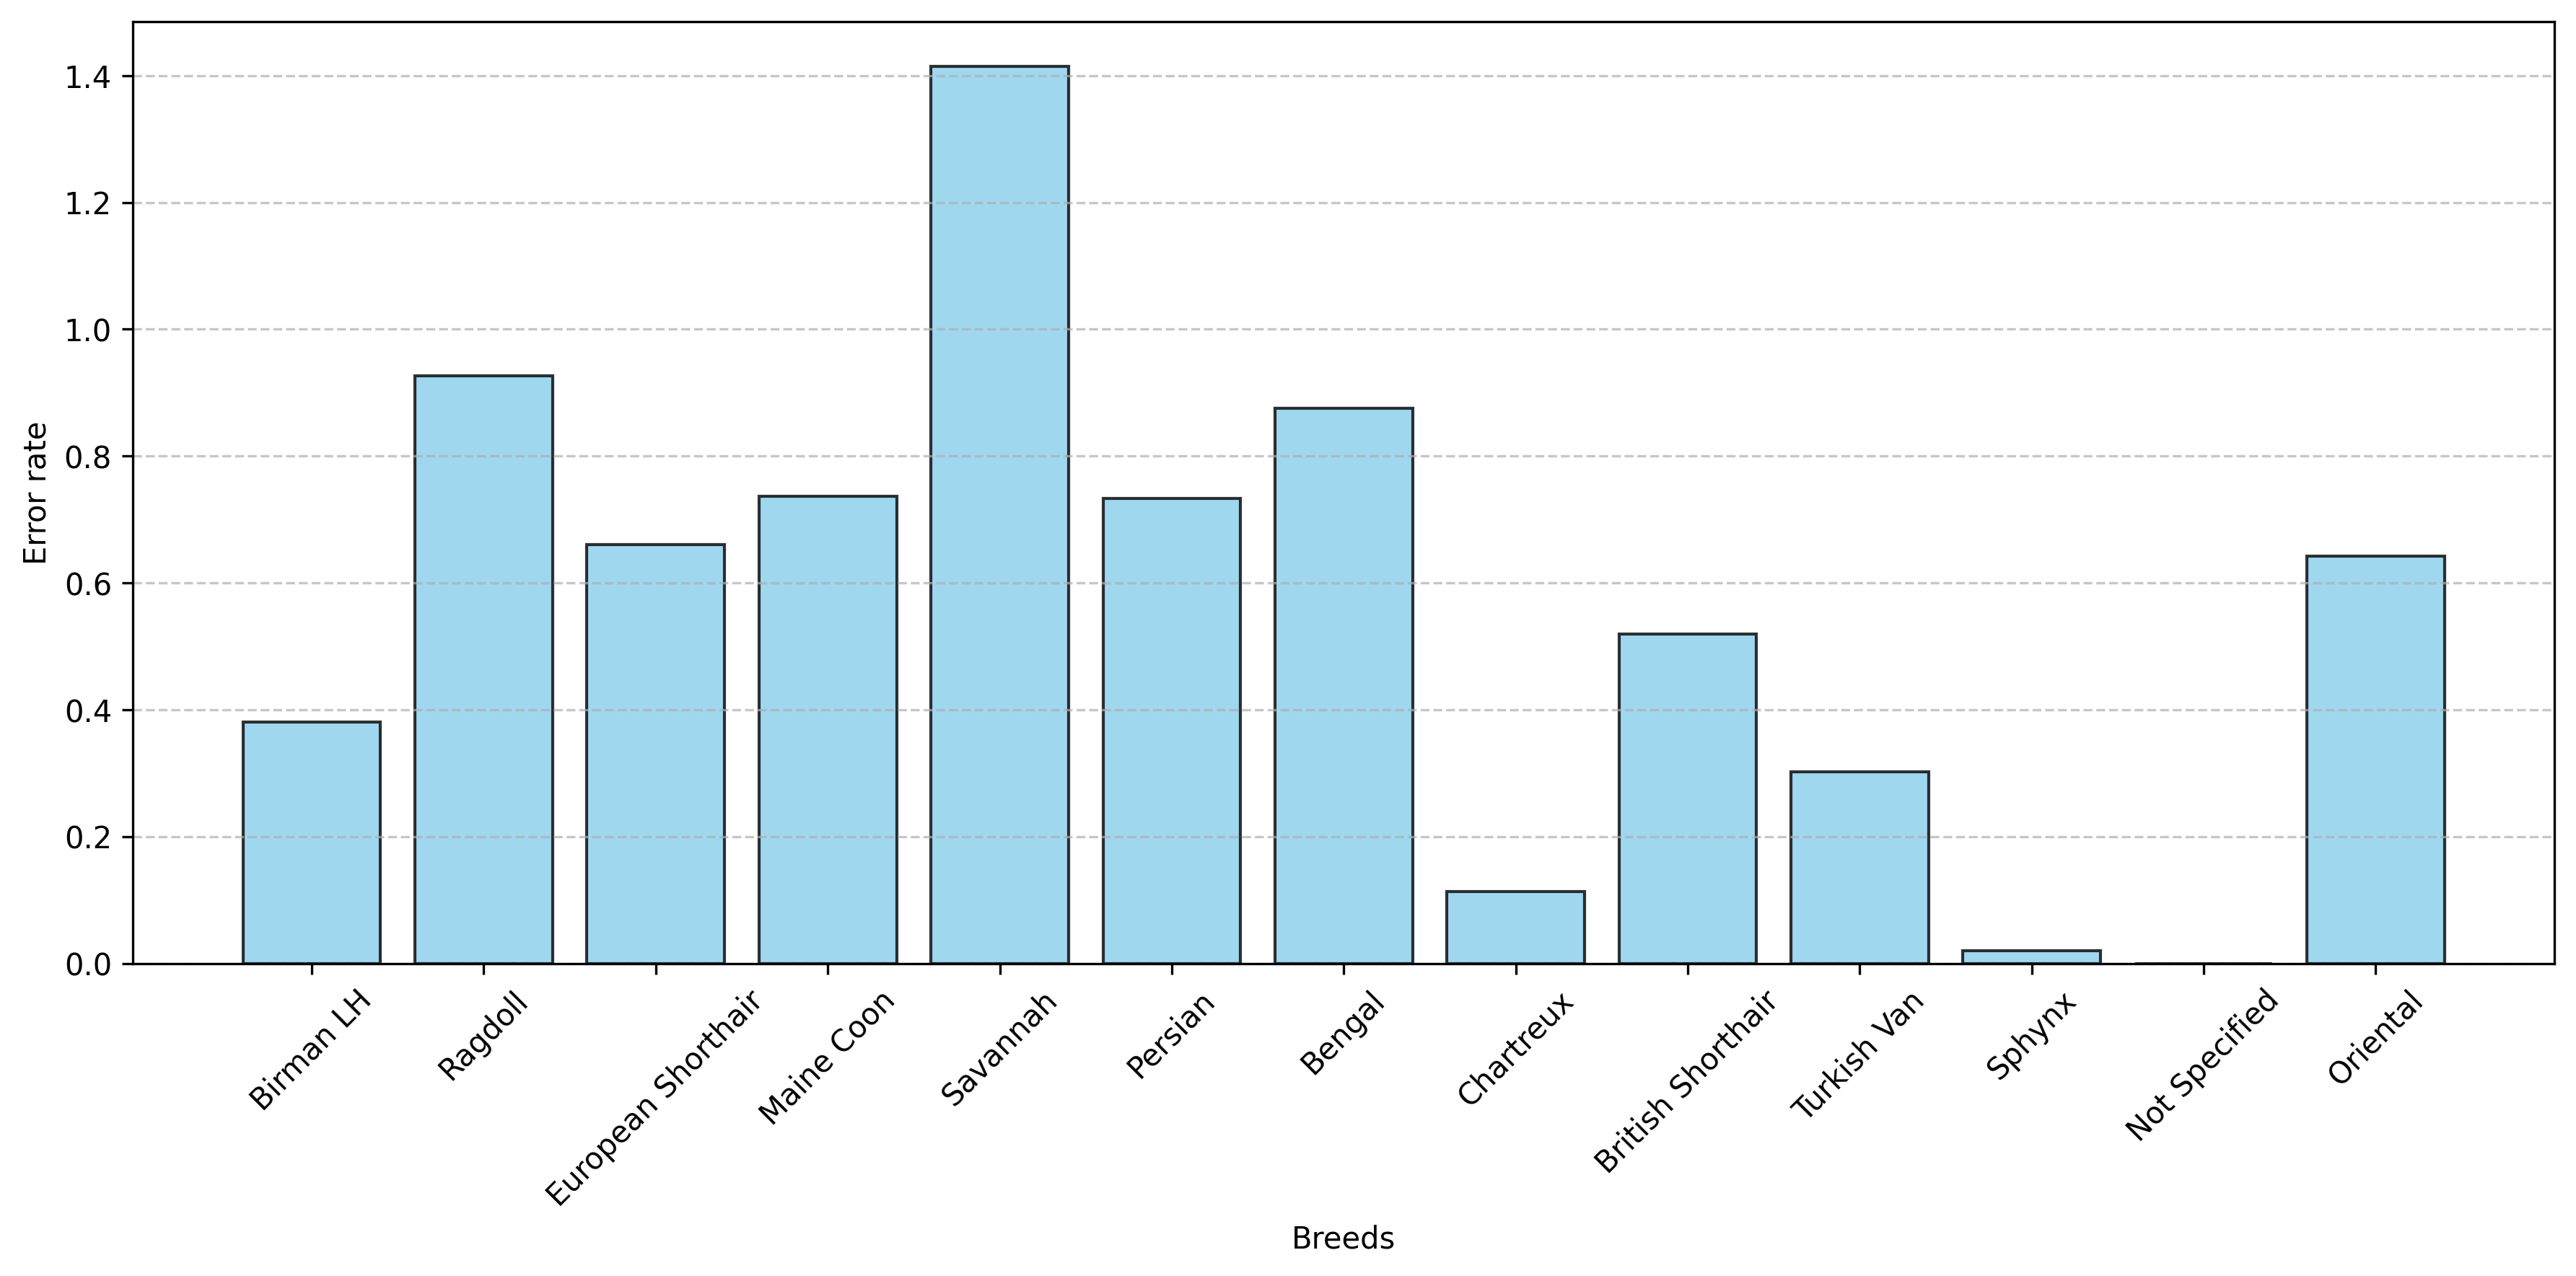 1.4
1.2
1.0
0.8
0.6
0.4
0.2
0.0
Error rate
Birman LH
Ragdoll
European Shorthair
Maine Coon
Savannah
Persian
Bengal
Chartreux
British Shorthair
Turkish Van
Sphynx
Not Specified
Oriental
Breeds